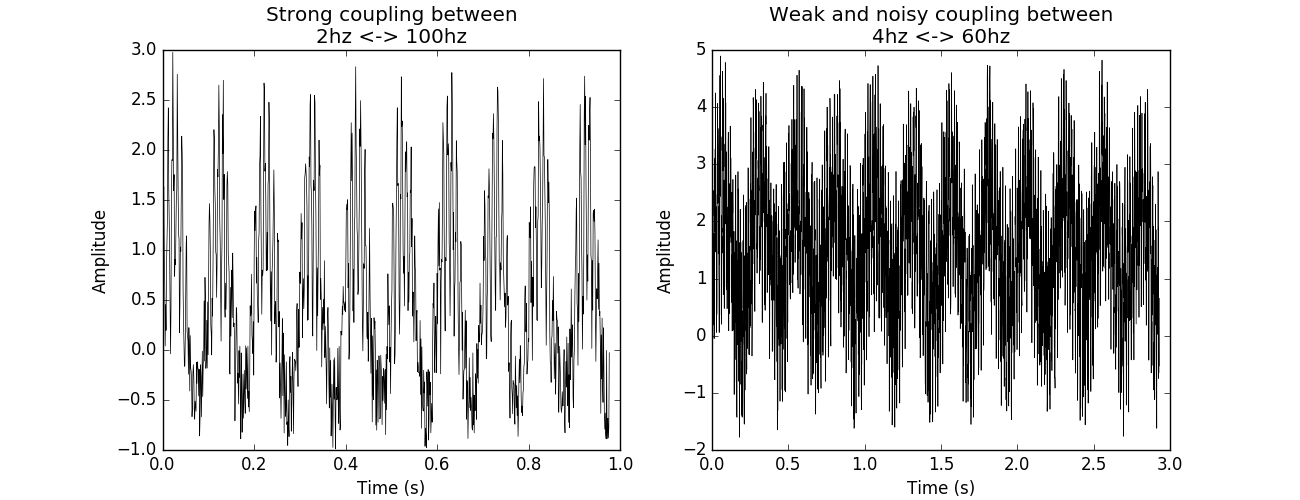 Strong coupling between
2hz <-> 100hz
3.0
2.5
2.0
1.5
1.0
0.5
0.0
−0.5
−1.0
Amplitude
0.0 0.2 0.4 0.6 0.8 1.0
Time (s)
Weak and noisy coupling between
4hz <-> 60hz
5
4
3
2
1
0
−1
−2
Amplitude
0.0 0.5 1.0 1.5 2.0 2.5 3.0
Time (s)